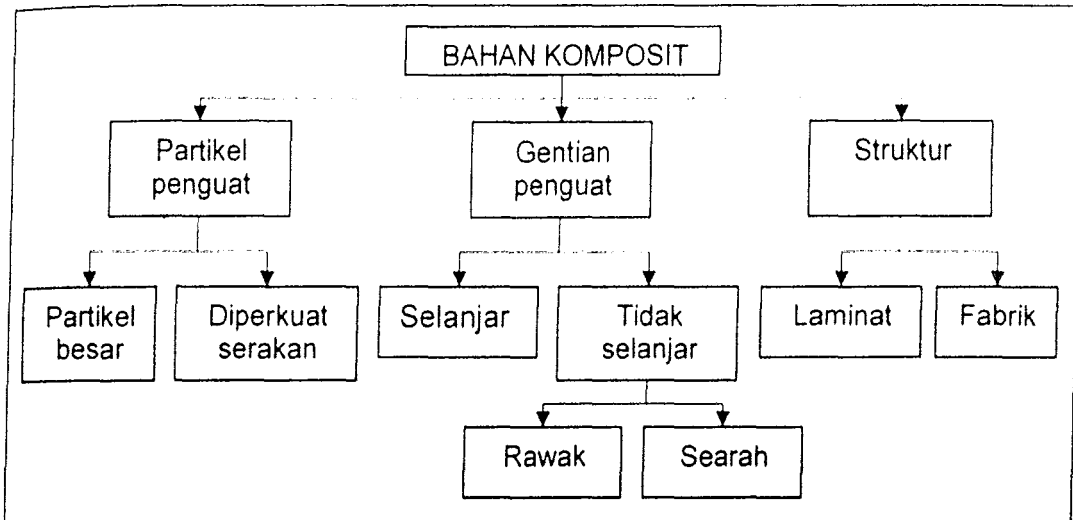 BAHAN KOMPOSIT
Partikel
penguat
Gentian
penguat
Struktur
Partikel
besar
Diperkuat
serakan
Selanjar
Tidak
selanjar
Laminat
Fabrik
Rawak
Searah